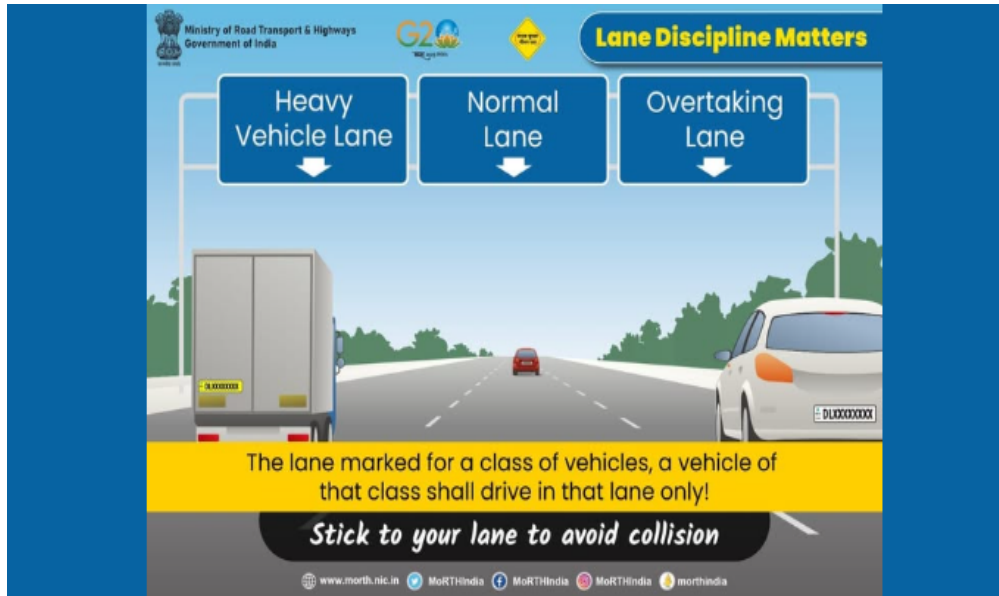 Ministry of Road Transport & Highways
Government of India
G20
Lane Discipline Matters
Heavy
Vehicle Lane
Normal
Lane
Overtaking
Lane
DLXXXXXXXX
The lane marked for a class of vehicles, a vehicle of
that class shall drive in that lane only!
Stick to your lane to avoid collision
www.morth.nic.in MoRTHIndia MoRTHIndia MoRTHIndia morthindia